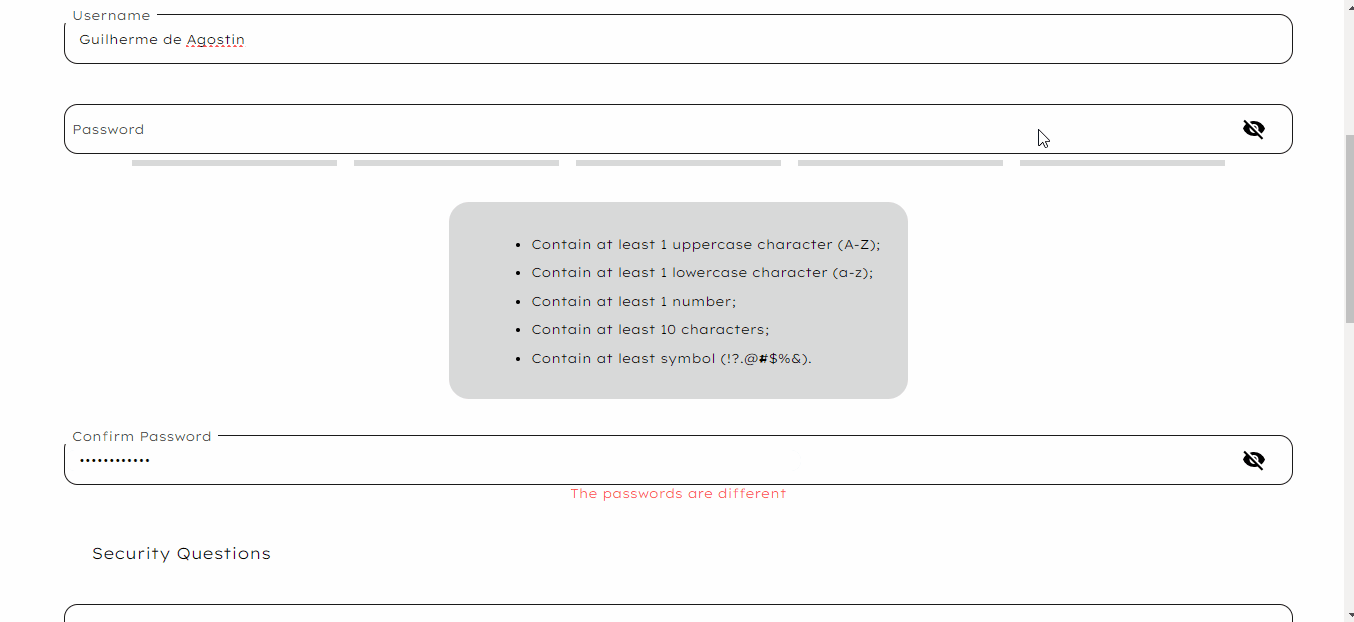 Username
Guilherme de Agostin
Password
• Contain at least 1 uppercase character (A-Z);
• Contain at least 1 lowercase character (a-z);
• Contain at least 1 number;
• Contain at least 10 characters;
• Contain at least symbol (!?.@#$%&).
Confirm Password
••••••••••••
The passwords are different
Security Questions